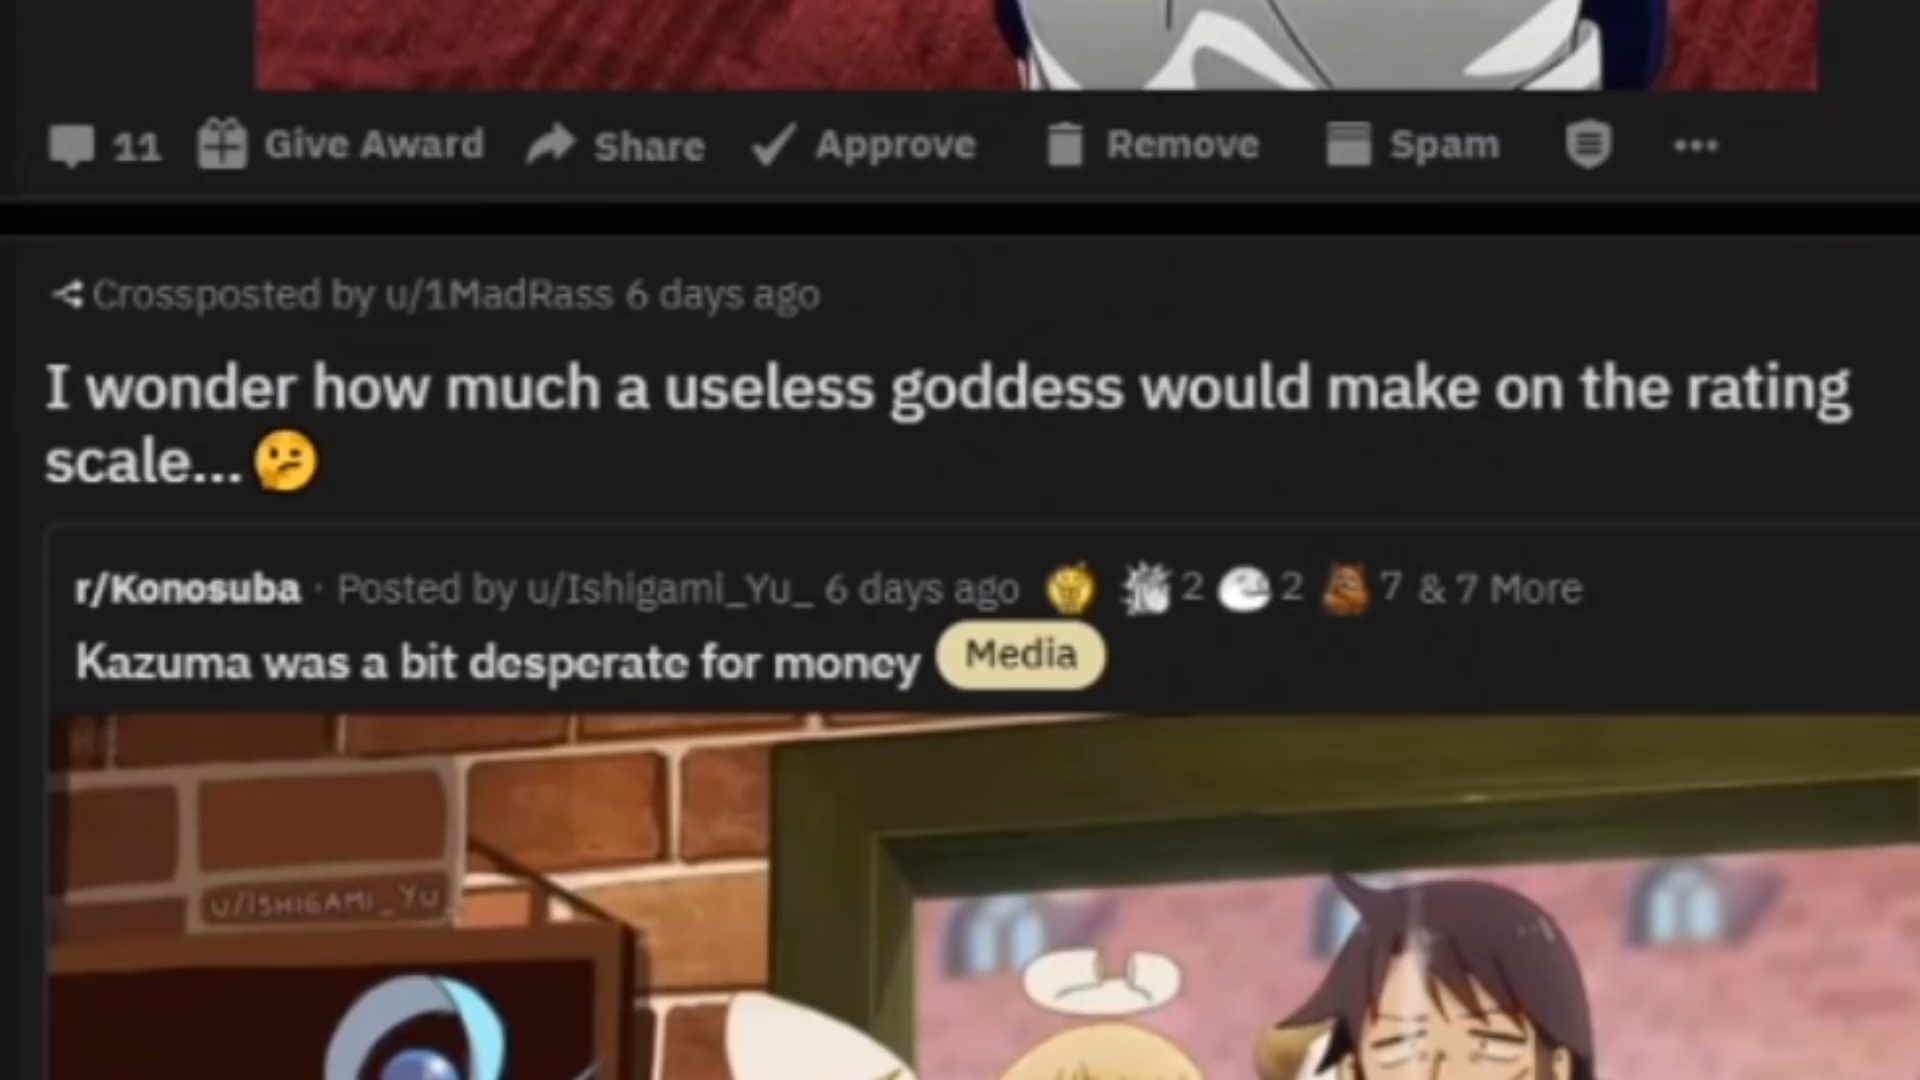 11 Give Award Share Approve Remove Spam ...
Crossposted by u/1MadRass 6 days ago
I wonder how much a useless goddess would make on the rating
scale...🤔
r/Konosuba · Posted by u/Ishigami_Yu_ 6 days ago 2 2 7 & 7 More
Kazuma was a bit desperate for money Media
U/ISHIGAMI_YU_